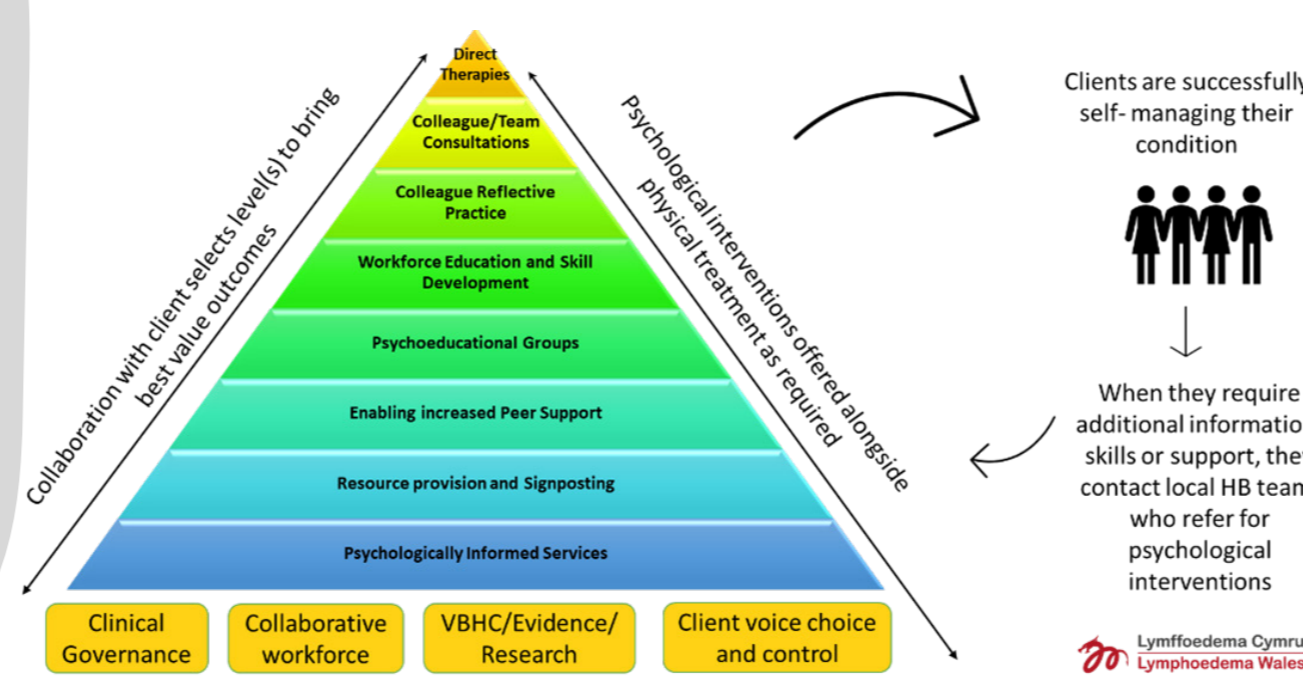 Direct
Therapies
Colleague/Team
Consultations
Colleague Reflective
Practice
Workforce Education and Skill
Development
Psychoeducational Groups
Enabling increased Peer Support
Resource provision and Signposting
Psychologically Informed Services
Collaboration with client selects level(s) to bring
best value outcomes
Psychological interventions offered alongside
physical treatment as required
Clinical
Governance
Collaborative
workforce
VBHC/Evidence/
Research
Client voice choice
and control
Clients are successfully
self- managing their
condition
When they require
additional informatio
skills or support, they
contact local HB team
who refer for
psychological
interventions
Lymffoedema Cymru
Lymphoedema Wales